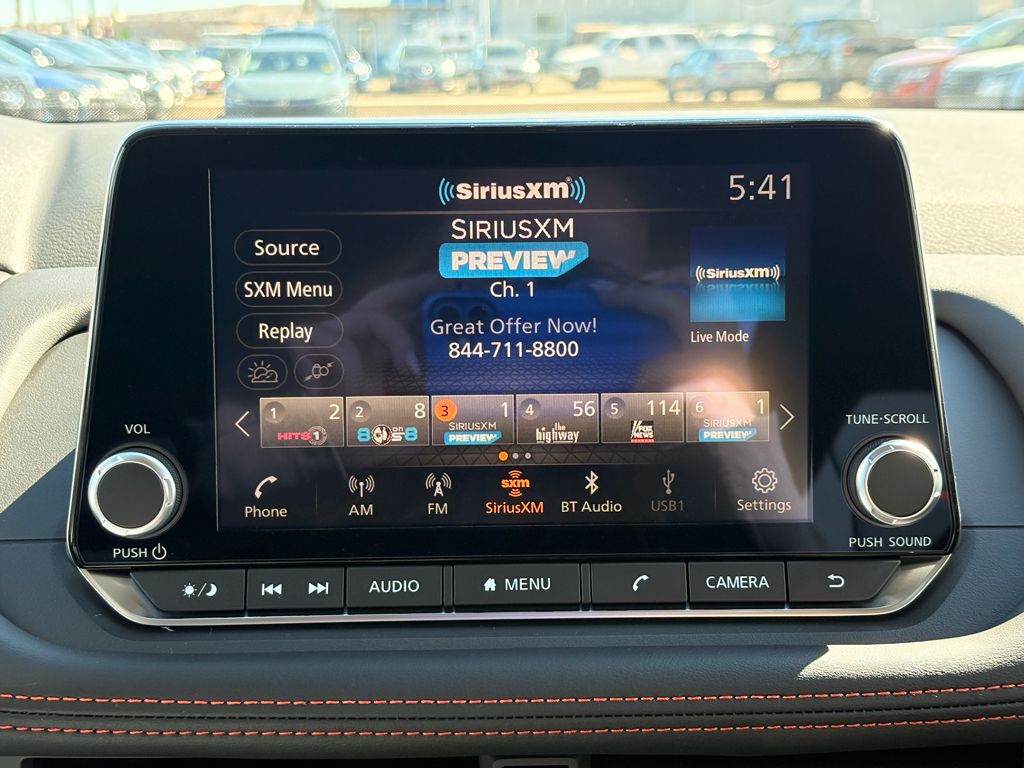 SiriusXM
5:41
SIRIUSXM
PREVIEW
Ch. 1
Source
SXM Menu
Replay
Great Offer Now!
844-711-8800
SiriusXM
Live Mode
1 2
HITS 1
2 8
80s on 8
3 1
SIRIUSXM
PREVIEW
4 56
the
highway
5 114
FOX
NEWS
6 1
SIRIUSXM
PREVIEW
VOL
TUNE·SCROLL
Phone
AM
FM
sxm
SiriusXM
BT Audio
USB1
Settings
PUSH
PUSH SOUND
AUDIO
MENU
CAMERA